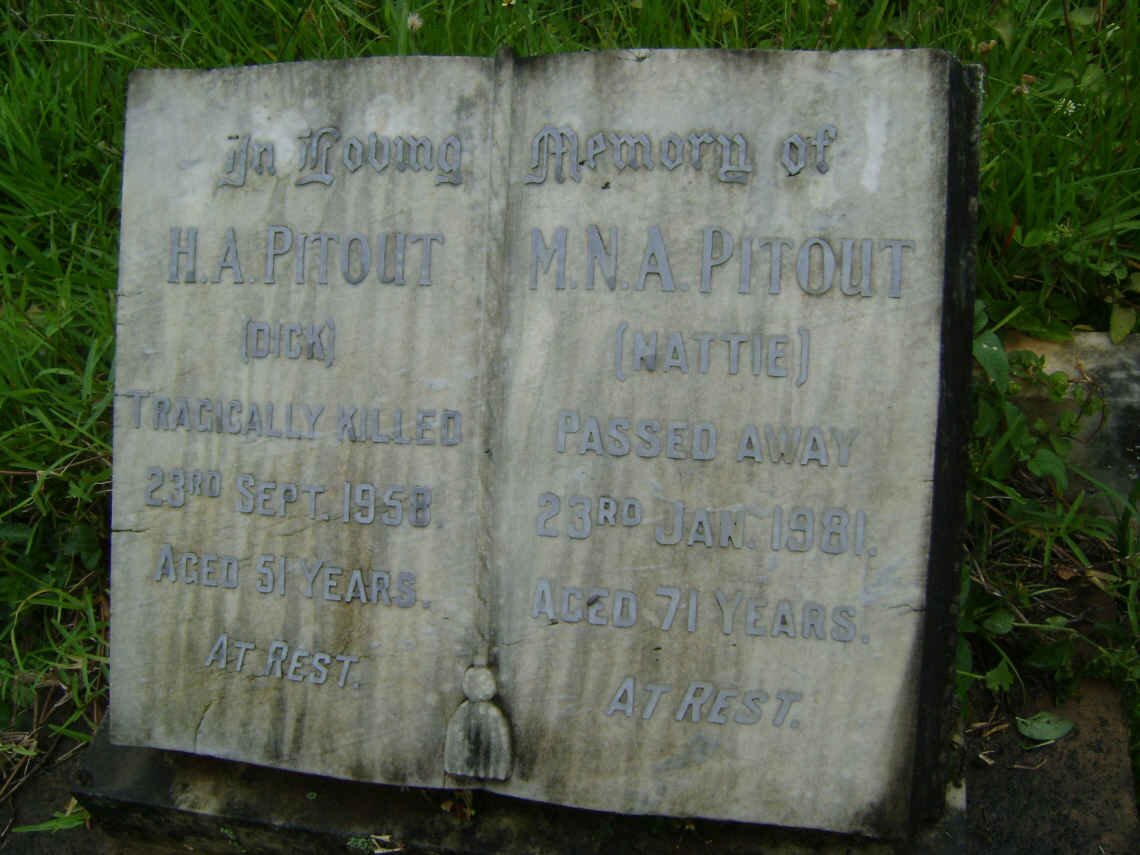 In Loving Memory of
H.A. PITOUT
(DICK)
TRAGICALLY KILLED
23RD SEPT. 1958.
AGED 51 YEARS.
AT REST.
M.N.A. PITOUT
(NATTIE)
PASSED AWAY
23RD JAN. 1981.
AGED 71 YEARS.
AT REST.